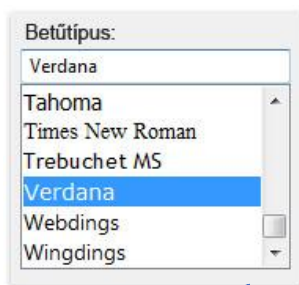 Betűtípus:
Verdana
Tahoma
Times New Roman
Trebuchet MS
Verdana
Webdings
Wingdings